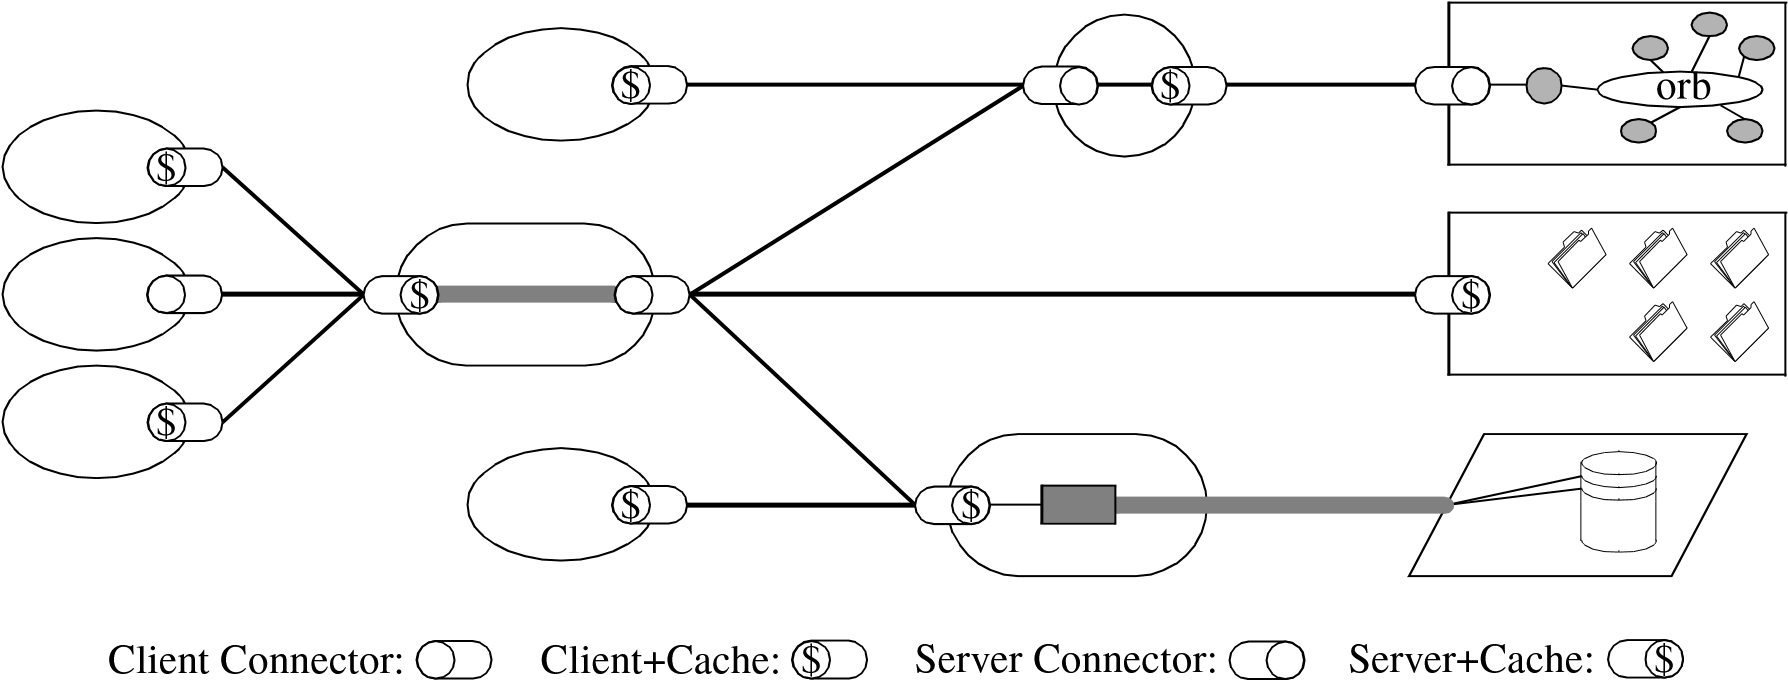 $
$
orb
$
$
$
$
$
$
Client Connector:
Client+Cache: $
Server Connector:
Server+Cache: $